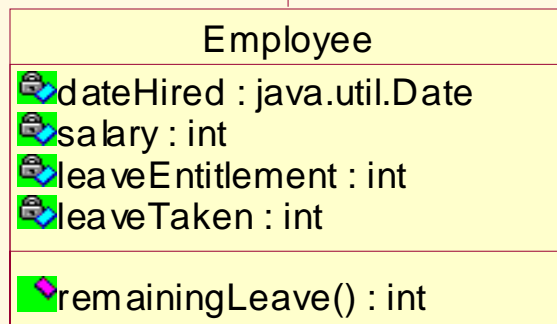 Employee
dateHired : java.util.Date
salary : int
leaveEntitlement : int
leaveTaken : int
remainingLeave() : int